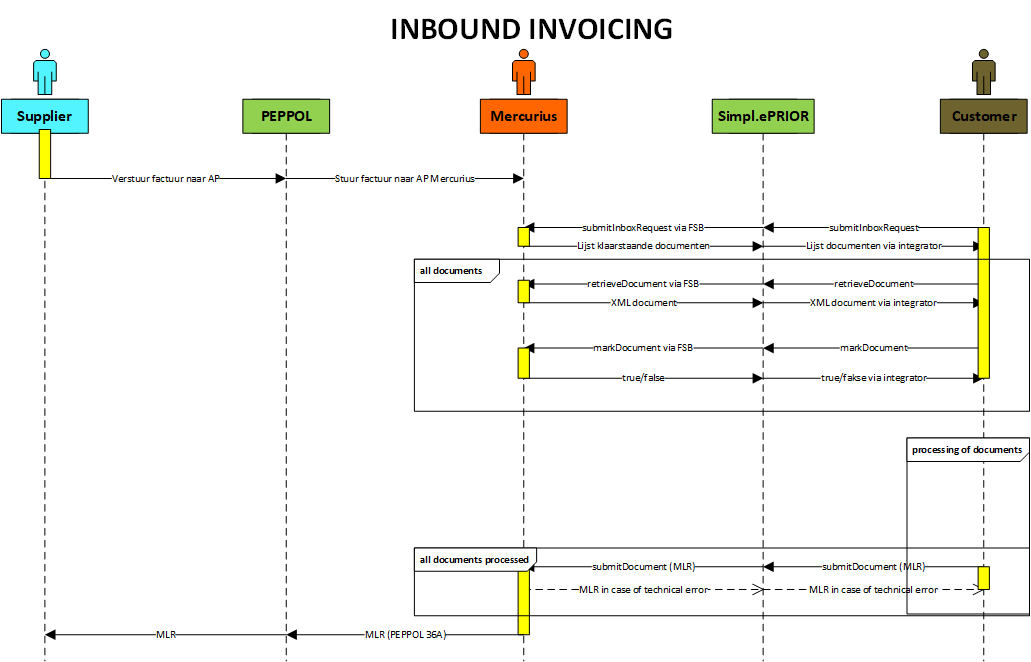 INBOUND INVOICING
Supplier
PEPPOL
Mercurius
Simpl.ePRIOR
Customer
Verstuur factuur naar AP
Stuur factuur naar AP Mercurius
submitInboxRequest via FSB
submitInboxRequest
Lijst klaarstaande documenten
Lijst documenten via integrator
all documents
retrieveDocument via FSB
retrieveDocument
XML document
XML document via integrator
markDocument via FSB
markDocument
true/false
true/fakse via integrator
processing of documents
all documents processed
submitDocument (MLR)
submitDocument (MLR)
MLR in case of technical error
MLR in case of technical error
MLR
MLR (PEPPOL 36A)